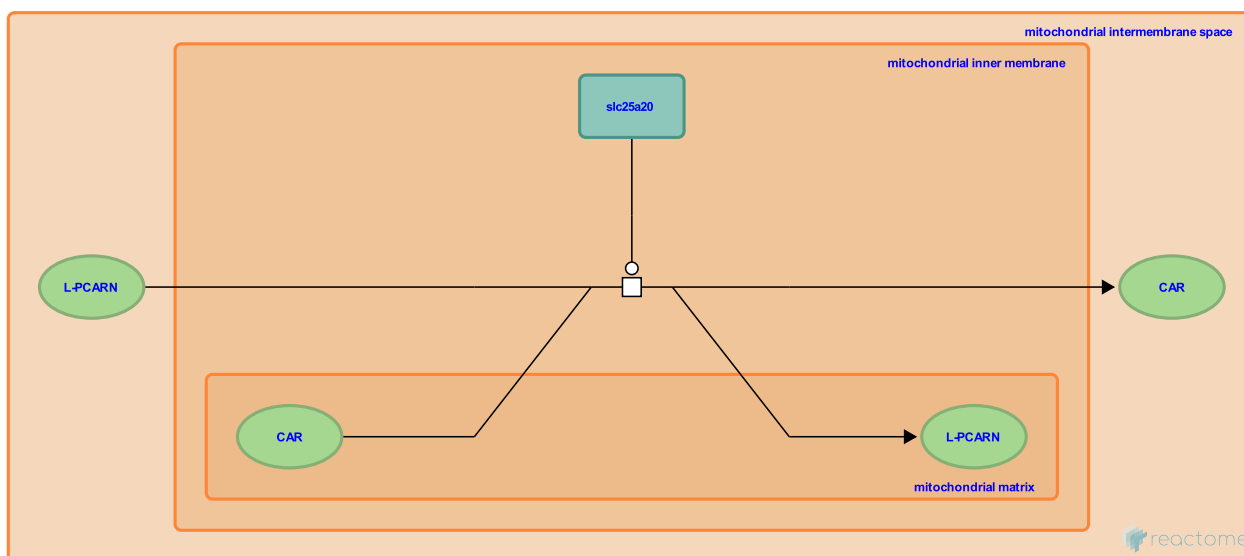 mitochondrial intermembrane space
mitochondrial inner membrane
slc25a20
L-PCARN
CAR
CAR
L-PCARN
mitochondrial matrix
reactome